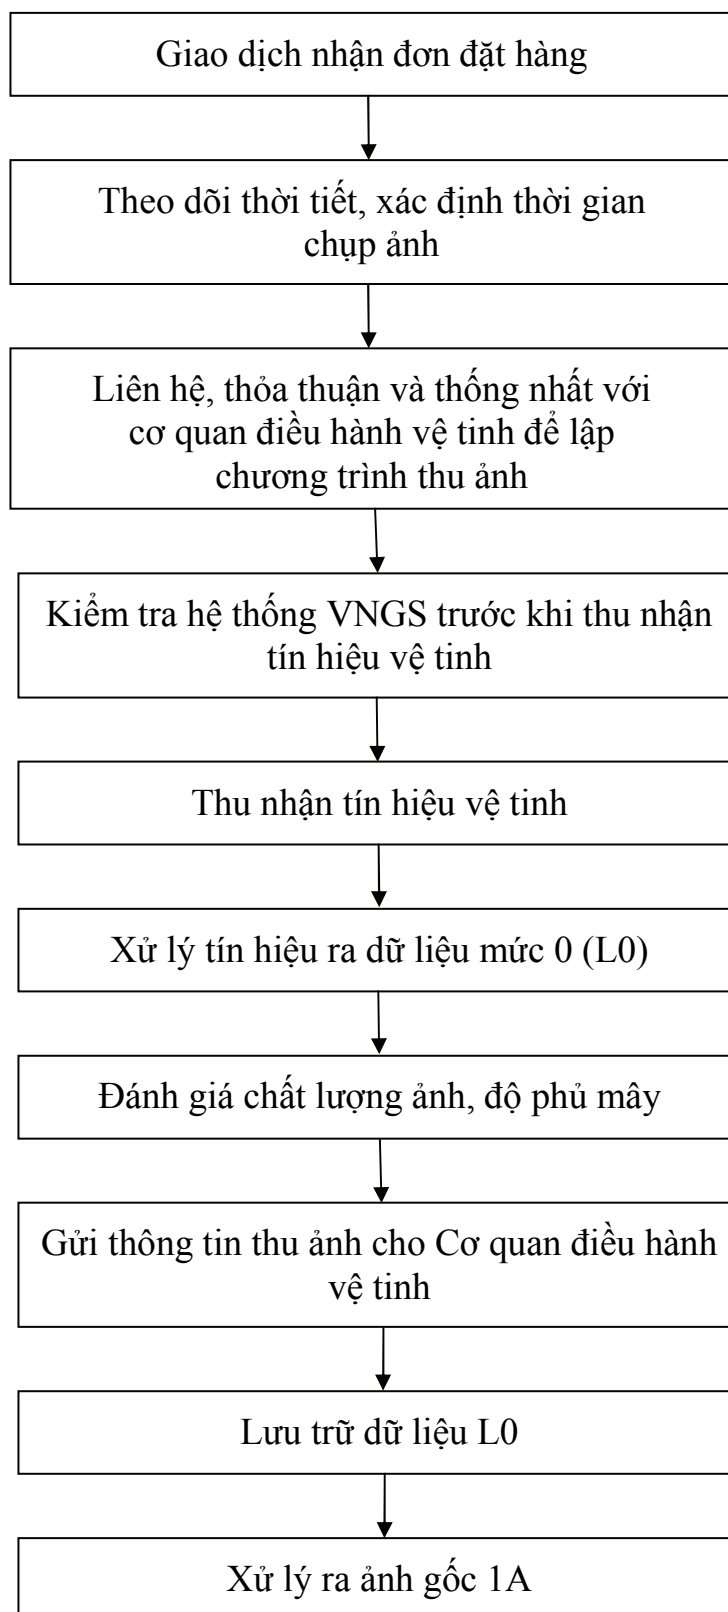 Giao dịch nhận đơn đặt hàng
Theo dõi thời tiết, xác định thời gian
chụp ảnh
Liên hệ, thỏa thuận và thống nhất với
cơ quan điều hành vệ tinh để lập
chương trình thu ảnh
Kiểm tra hệ thống VNGS trước khi thu nhận
tín hiệu vệ tinh
Thu nhận tín hiệu vệ tinh
Xử lý tín hiệu ra dữ liệu mức 0 (L0)
Đánh giá chất lượng ảnh, độ phủ mây
Gửi thông tin thu ảnh cho Cơ quan điều hành
vệ tinh
Lưu trữ dữ liệu L0
Xử lý ra ảnh gốc 1A